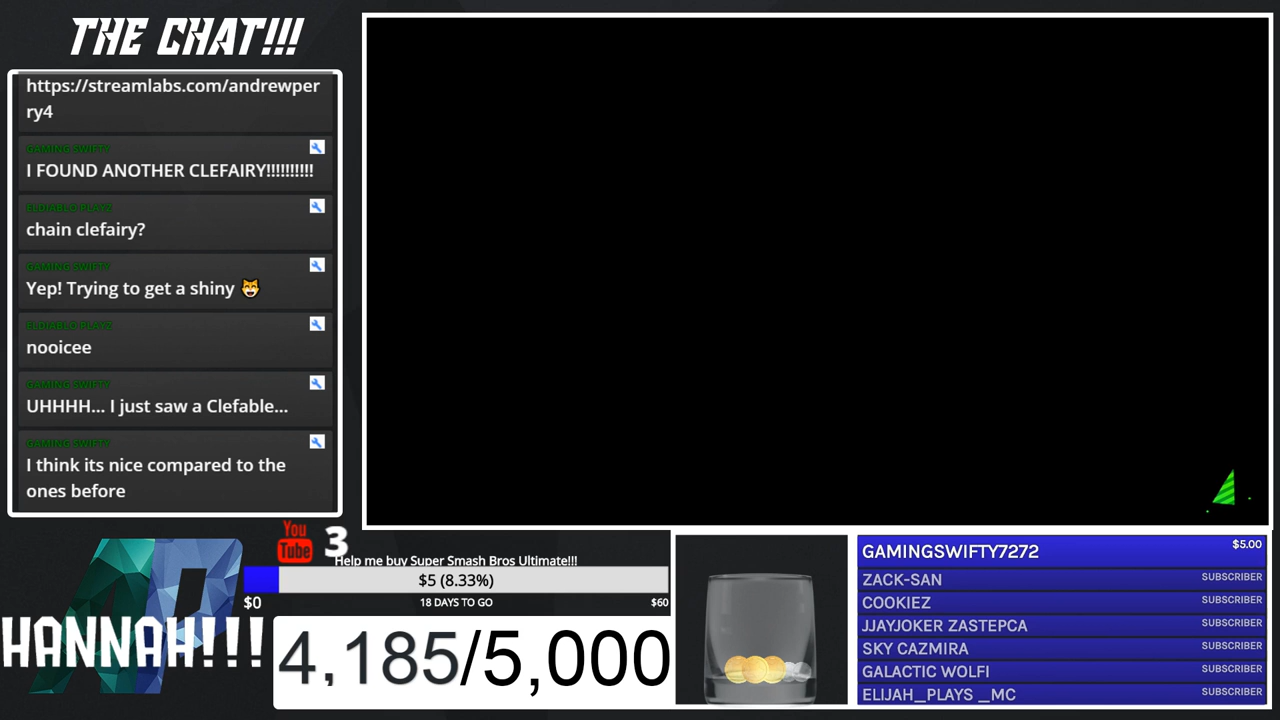 THE CHAT!!!
https://streamlabs.com/andrewper
ry4
GAMING SWIFTY
I FOUND ANOTHER CLEFAIRY!!!!!!!!!!
ELDIABLO PLAYZ
chain clefairy?
GAMING SWIFTY
Yep! Trying to get a shiny 😸
ELDIABLO PLAYZ
nooicee
GAMING SWIFTY
UHHHH... I just saw a Clefable...
GAMING SWIFTY
I think its nice compared to the
ones before
AP
HANNAH!!!
You
Tube
3
Help me buy Super Smash Bros Ultimate!!!
$5 (8.33%)
$0
18 DAYS TO GO
$60
4,185/5,000
GAMINGSWIFTY7272 $5.00
ZACK-SAN SUBSCRIBER
COOKIEZ SUBSCRIBER
JJAYJOKER ZASTEPCA SUBSCRIBER
SKY CAZMIRA SUBSCRIBER
GALACTIC WOLFI SUBSCRIBER
ELIJAH_PLAYS _MC SUBSCRIBER